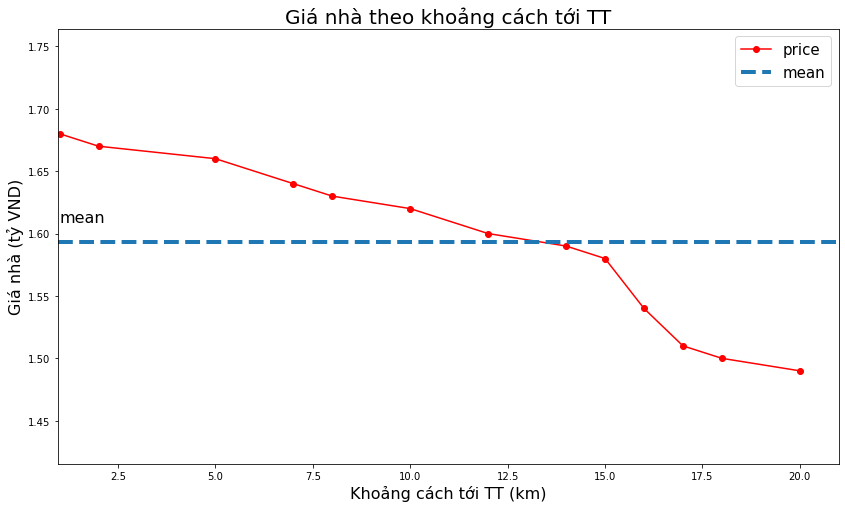 Giá nhà theo khoảng cách tới TT
price
mean
1.75
1.70
1.65
1.60
1.55
1.50
1.45
Giá nhà (tỷ VND)
mean
2.5
5.0
7.5
10.0
12.5
15.0
17.5
20.0
Khoảng cách tới TT (km)